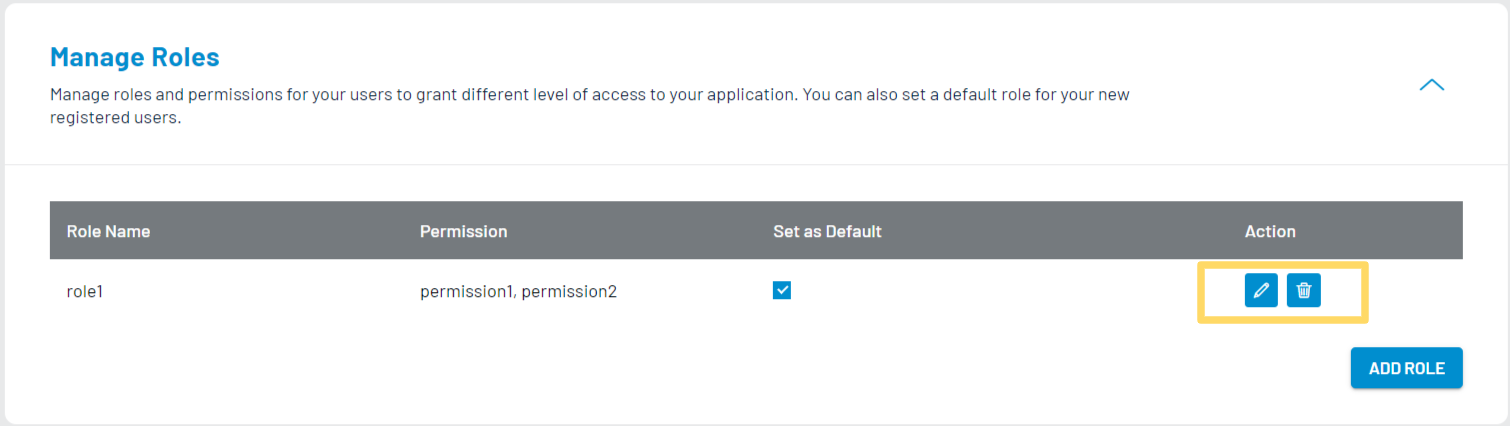 Manage Roles
Manage roles and permissions for your users to grant different level of access to your application. You can also set a default role for your new
registered users.
Role Name Permission Set as Default Action
role1 permission1, permission2
ADD ROLE